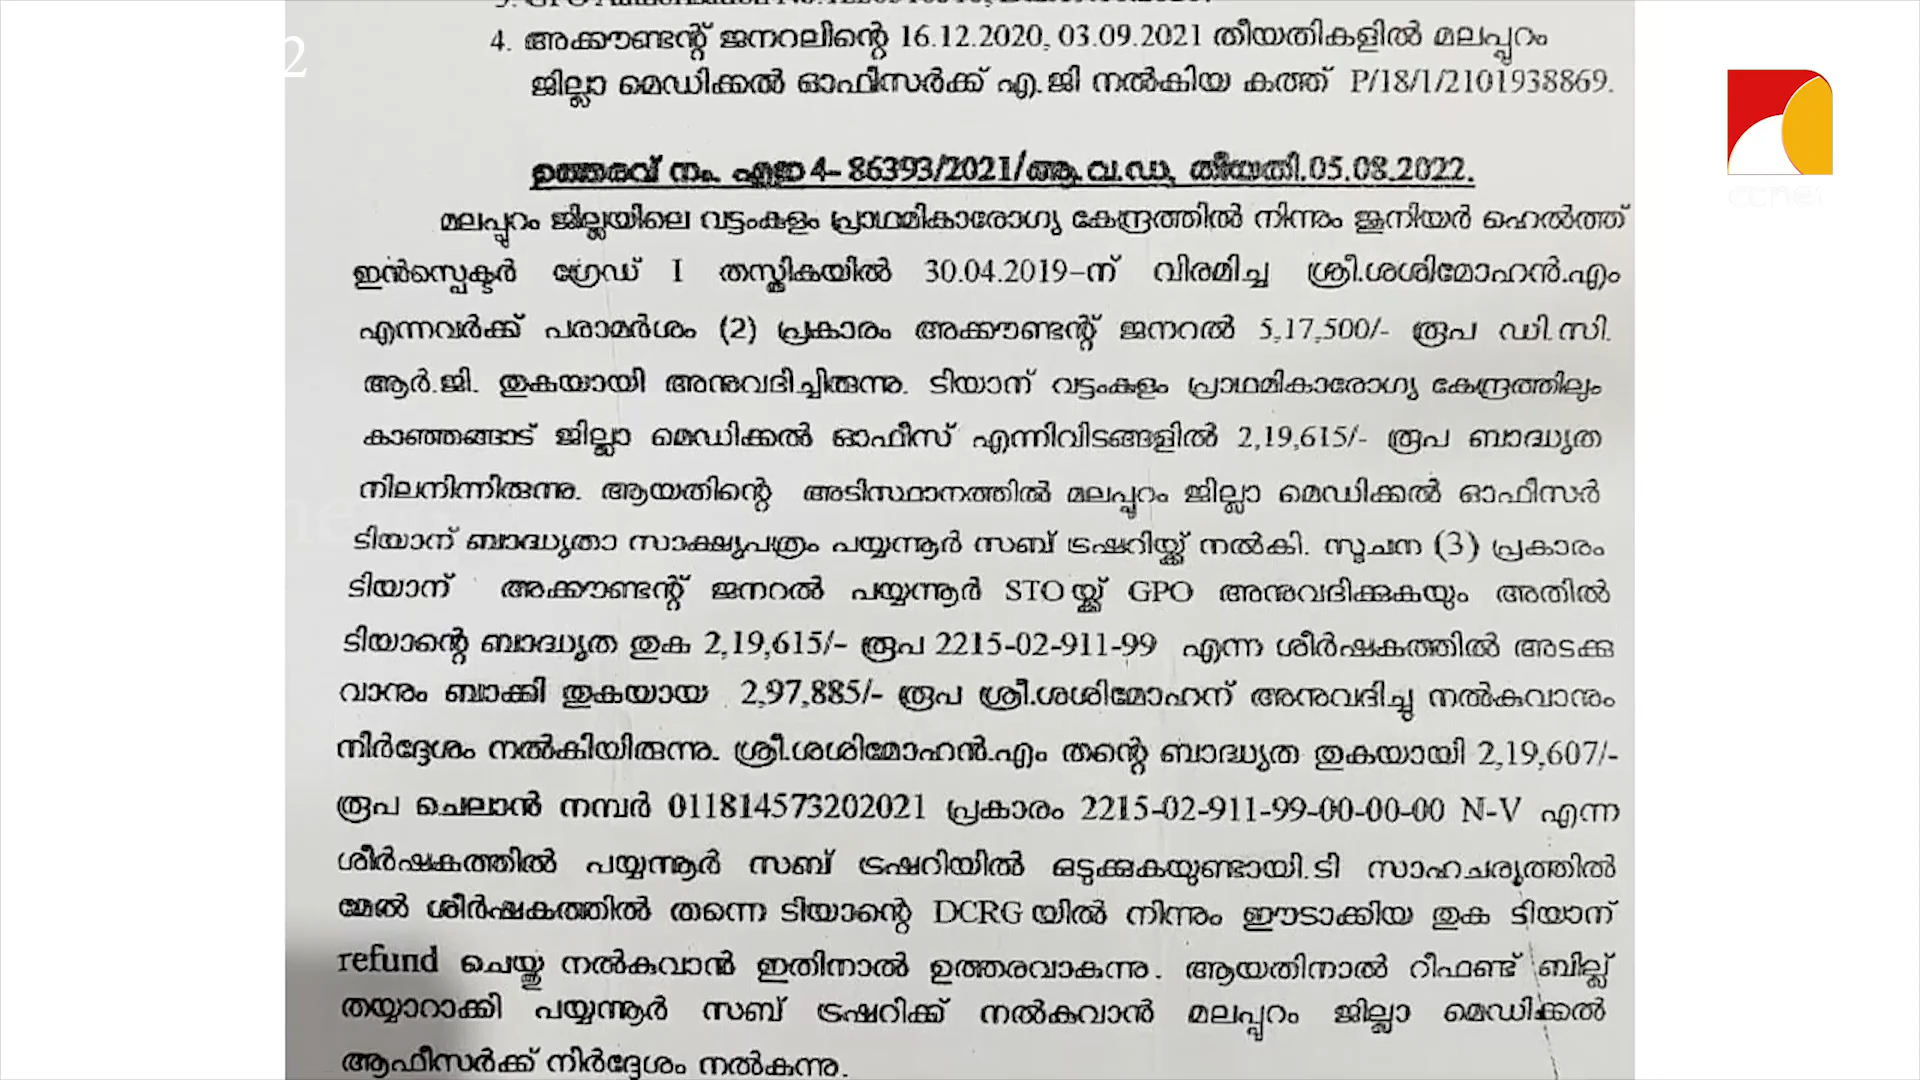 4. അക്കൗണ്ടന്റ് ജനറലിന്റെ 16.12.2020, 03.09.2021 തീയതികളിൽ മലപ്പുറം
ജില്ലാ മെഡിക്കൽ ഓഫീസർക്ക് എ.ജി നൽകിയ കത്ത് P/18/1/2101938869.
ഉത്തരവ് നം. എഇ 4- 86393/2021/ആ.വ.ഡ, തീയതി.05.08.2022.
മലപ്പുറം ജില്ലയിലെ വട്ടംകുളം പ്രാഥമികാരോഗ്യ കേന്ദ്രത്തിൽ നിന്നും ജൂനിയർ ഹെൽത്ത്
ഇൻസ്പെക്ടർ ഗ്രേഡ് I തസ്തികയിൽ 30.04.2019-ന് വിരമിച്ച ശ്രീ.ശശിമോഹൻ.എം
എന്നവർക്ക് പരാമർശം (2) പ്രകാരം അക്കൗണ്ടന്റ് ജനറൽ 5,17,500/- രൂപ ഡി.സി.
ആർ.ജി. തുകയായി അനുവദിച്ചിരുന്നു. ടിയാന് വട്ടംകുളം പ്രാഥമികാരോഗ്യ കേന്ദ്രത്തിലും
കാഞ്ഞങ്ങാട് ജില്ലാ മെഡിക്കൽ ഓഫീസ് എന്നിവിടങ്ങളിൽ 2,19,615/- രൂപ ബാദ്ധ്യത
നിലനിന്നിരുന്നു. ആയതിന്റെ അടിസ്ഥാനത്തിൽ മലപ്പുറം ജില്ലാ മെഡിക്കൽ ഓഫീസർ
ടിയാന് ബാദ്ധ്യതാ സാക്ഷ്യപത്രം പയ്യന്നൂർ സബ് ട്രഷറിയ്ക്ക് നൽകി. സൂചന (3) പ്രകാരം
ടിയാന് അക്കൗണ്ടന്റ് ജനറൽ പയ്യന്നൂർ STO യ്ക്ക് GPO അനുവദിക്കുകയും അതിൽ
ടിയാന്റെ ബാദ്ധ്യത തുക 2,19,615/- രൂപ 2215-02-911-99 എന്ന ശീർഷകത്തിൽ അടക്കു
വാനും ബാക്കി തുകയായ 2,97,885/- രൂപ ശ്രീ.ശശിമോഹന് അനുവദിച്ചു നൽകുവാനും
നിർദ്ദേശം നൽകിയിരുന്നു. ശ്രീ.ശശിമോഹൻ.എം തന്റെ ബാദ്ധ്യത തുകയായി 2,19,607/-
രൂപ ചെലാൻ നമ്പർ 011814573202021 പ്രകാരം 2215-02-911-99-00-00-00 N-V എന്ന
ശീർഷകത്തിൽ പയ്യന്നൂർ സബ് ട്രഷറിയിൽ ഒടുക്കുകയുണ്ടായി. ടി സാഹചര്യത്തിൽ
മേൽ ശീർഷകത്തിൽ തന്നെ ടിയാന്റെ DCRG യിൽ നിന്നും ഈടാക്കിയ തുക ടിയാന്
refund ചെയ്തു നൽകുവാൻ ഇതിനാൽ ഉത്തരവാകുന്നു. ആയതിനാൽ റീഫണ്ട് ബില്ല്
തയ്യാറാക്കി പയ്യന്നൂർ സബ് ട്രഷറിക്ക് നൽകുവാൻ മലപ്പുറം ജില്ലാ മെഡിക്കൽ
ആഫീസർക്ക് നിർദ്ദേശം നൽകുന്നു.